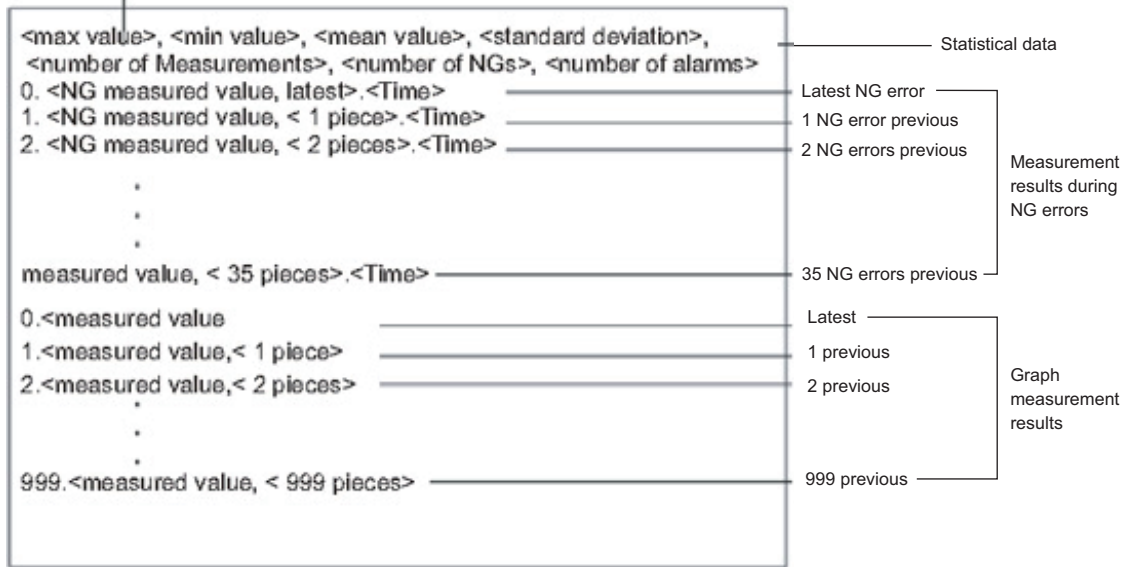 <max value>, <min value>, <mean value>, <standard deviation>,
<number of Measurements>, <number of NGs>, <number of alarms>
Statistical data
0. <NG measured value, latest>.<Time>
Latest NG error
1. <NG measured value, < 1 piece>.<Time>
1 NG error previous
2. <NG measured value, < 2 pieces>.<Time>
2 NG errors previous
Measurement
results during
NG errors
measured value, < 35 pieces>.<Time>
35 NG errors previous
0.<measured value
Latest
1.<measured value,< 1 piece>
1 previous
2.<measured value,< 2 pieces>
2 previous
Graph
measurement
results
999.<measured value, < 999 pieces>
999 previous